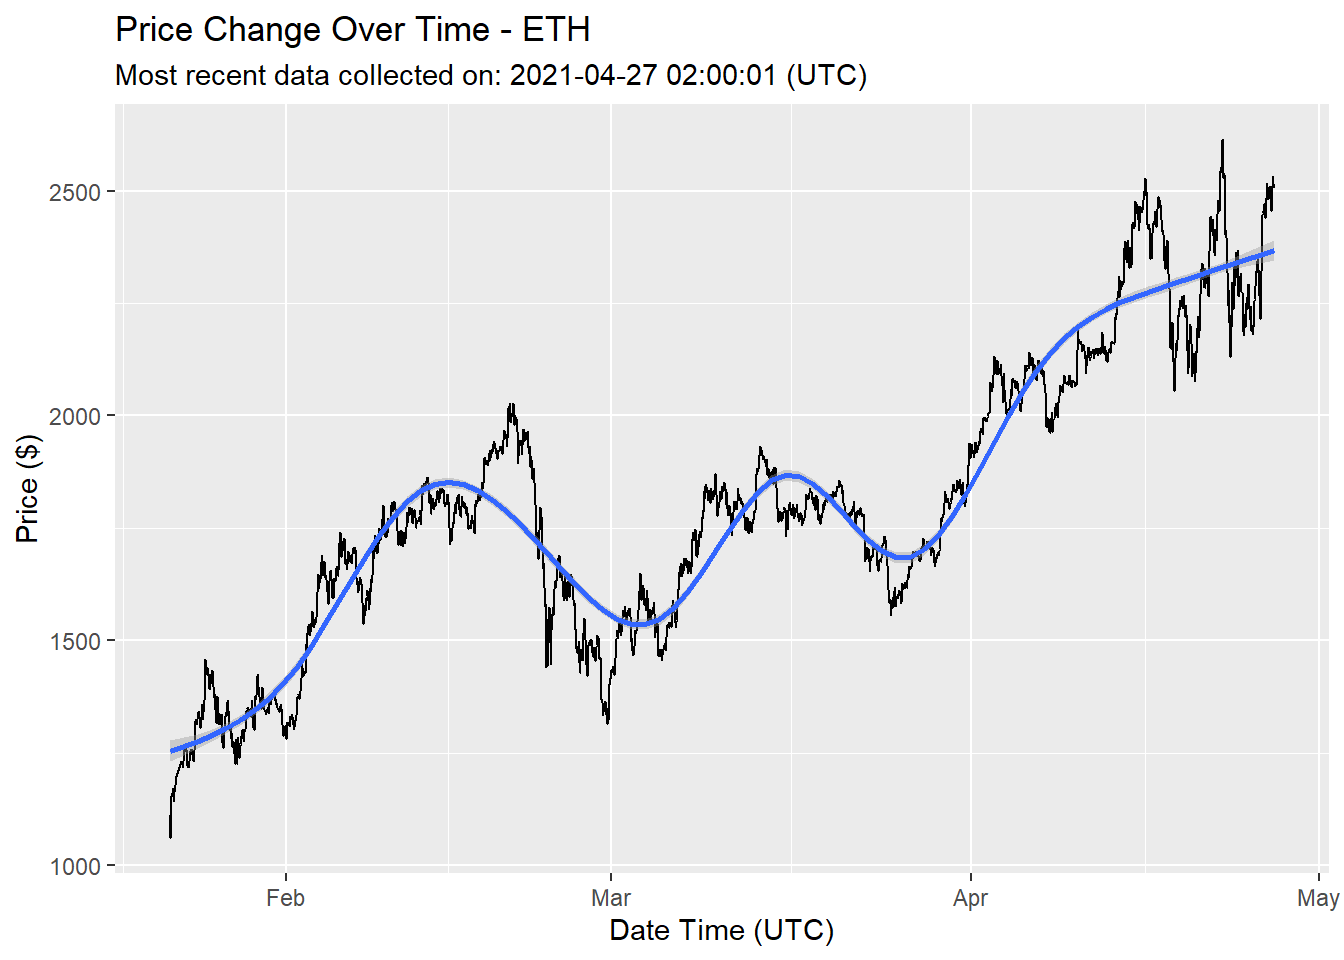 Price Change Over Time - ETH
Most recent data collected on: 2021-04-27 02:00:01 (UTC)
Price ($)
2500
2000
1500
1000
Feb Mar Apr May
Date Time (UTC)